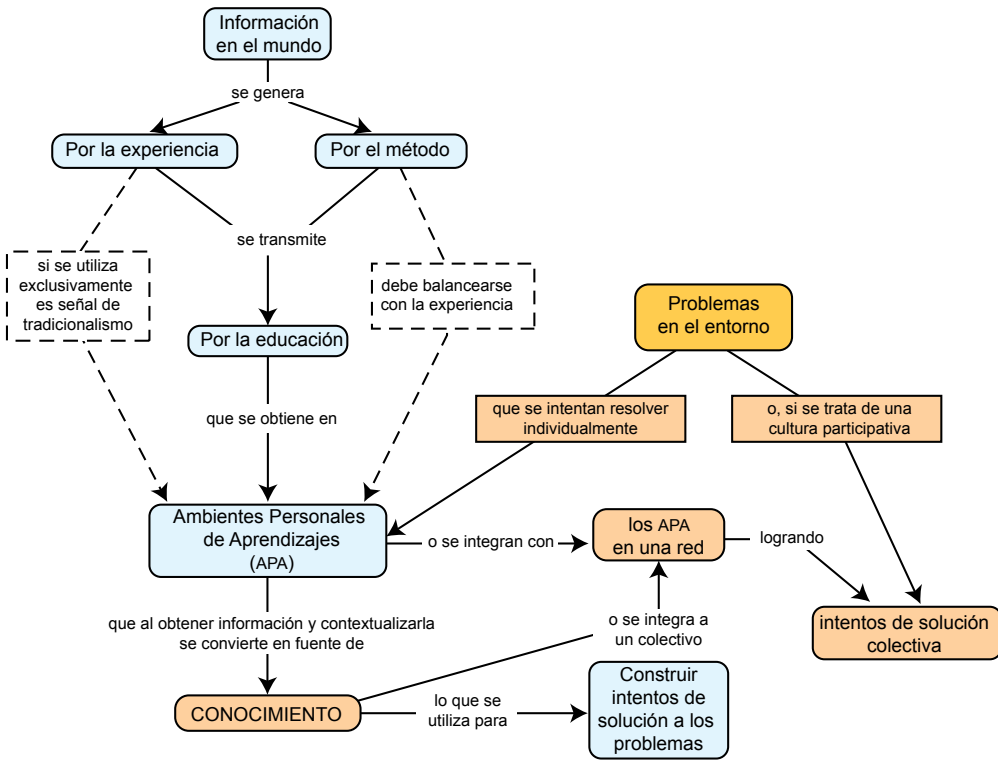 Información
en el mundo
se genera
Por la experiencia
Por el método
se transmite
si se utiliza
exclusivamente
es señal de
tradicionalismo
debe balancearse
con la experiencia
Por la educación
Problemas
en el entorno
que se obtiene en
que se intentan resolver
individualmente
o, si se trata de una
cultura participativa
Ambientes Personales
de Aprendizajes
(APA)
o se integran con
los APA
en una red
logrando
intentos de solución
colectiva
que al obtener información y contextualizarla
se convierte en fuente de
o se integra a
un colectivo
CONOCIMIENTO
lo que se
utiliza para
Construir
intentos de
solución a los
problemas